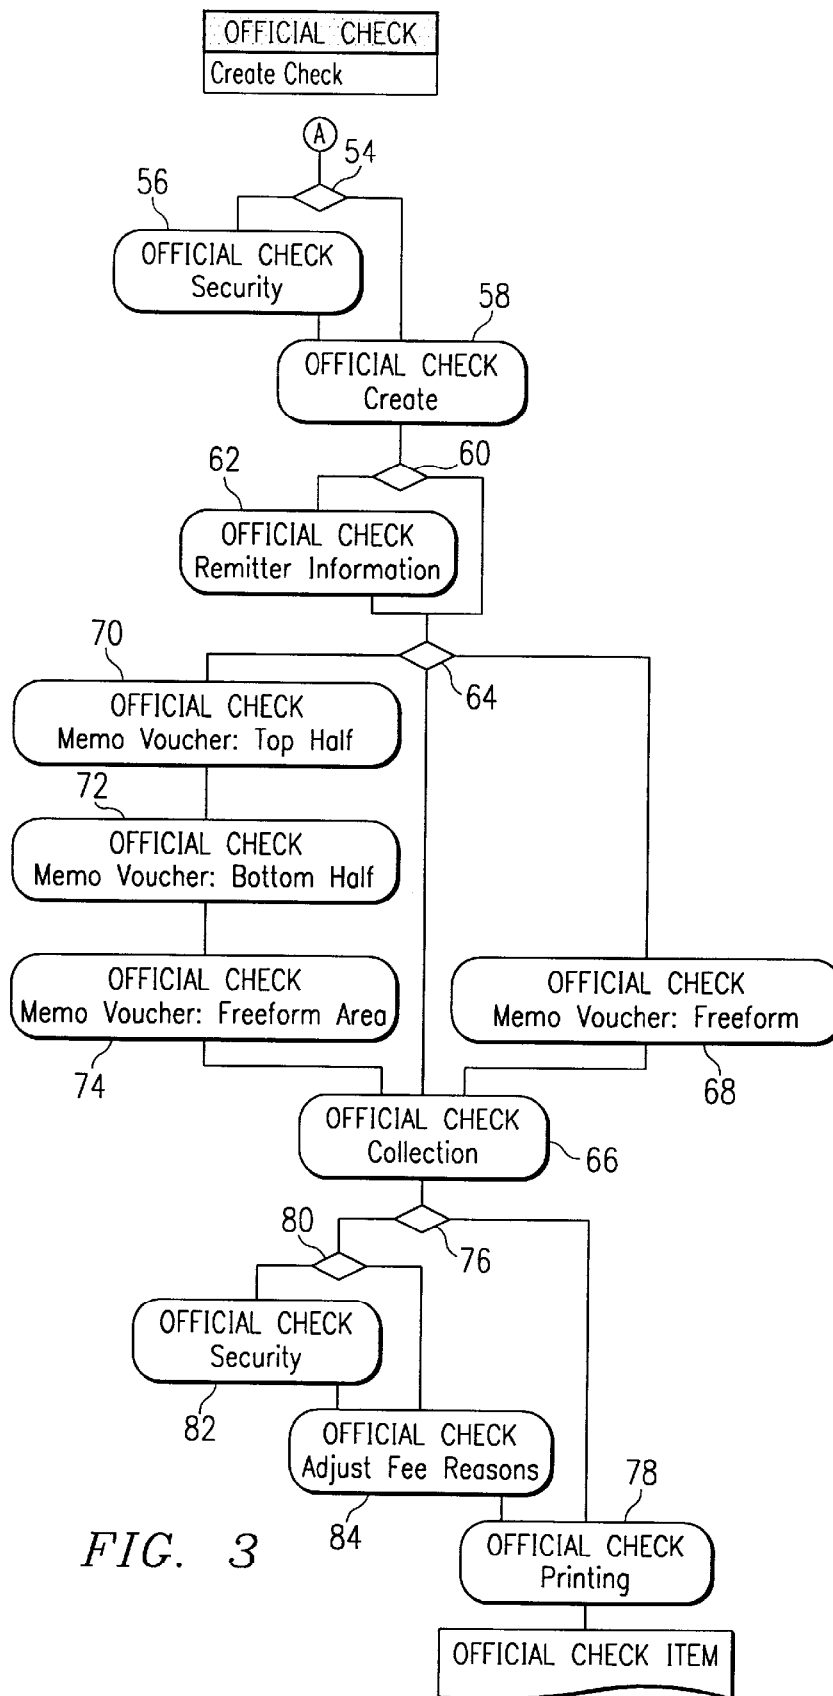 OFFICIAL CHECK
Create Check
A
54
56
OFFICIAL CHECK
Security
58
OFFICIAL CHECK
Create
60
62
OFFICIAL CHECK
Remitter Information
64
70
OFFICIAL CHECK
Memo Voucher: Top Half
72
OFFICIAL CHECK
Memo Voucher: Bottom Half
OFFICIAL CHECK
Memo Voucher: Freeform Area
74
OFFICIAL CHECK
Memo Voucher: Freeform
68
OFFICIAL CHECK
Collection
66
76
80
OFFICIAL CHECK
Security
82
OFFICIAL CHECK
Adjust Fee Reasons
84
78
OFFICIAL CHECK
Printing
OFFICIAL CHECK ITEM
FIG. 3